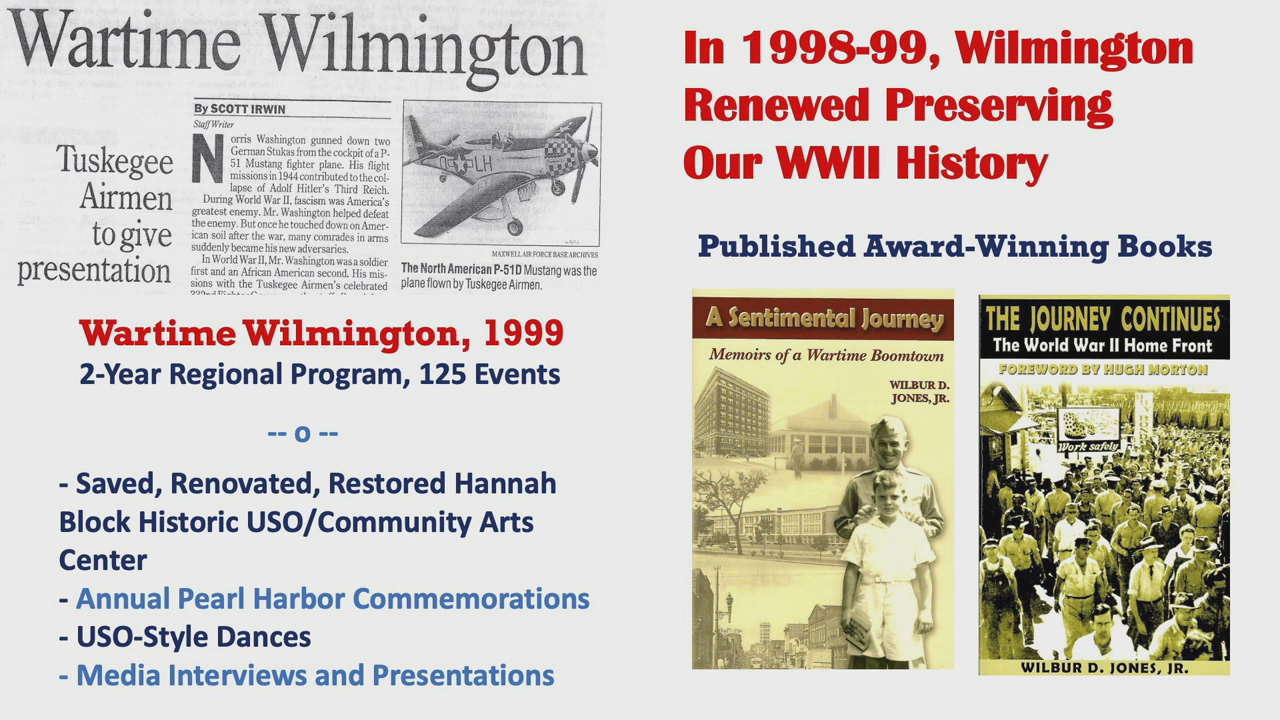 Wartime Wilmington
Tuskegee
Airmen
to give
presentation
By SCOTT IRWIN
Staff Writer
Norris Washington gunned down two
German Stukas from the cockpit of a P-
51 Mustang fighter plane. His flight
missions in 1944 contributed to the col-
lapse of Adolf Hitler's Third Reich.
During World War II, fascism was America's
greatest enemy. Mr. Washington helped defeat
the enemy. But once he touched down on Amer-
ican soil after the war, many comrades in arms
suddenly became his new adversaries.
In World War II, Mr. Washington was a soldier
first and an African American second. His mis-
sions with the Tuskegee Airmen's celebrated
LH
MAXWELL AIR FORCE BASE ARCHIVES
The North American P-51D Mustang was the
plane flown by Tuskegee Airmen.
Wartime Wilmington, 1999
2-Year Regional Program, 125 Events
-- o --
- Saved, Renovated, Restored Hannah
Block Historic USO/Community Arts
Center
- Annual Pearl Harbor Commemorations
- USO-Style Dances
- Media Interviews and Presentations
In 1998-99, Wilmington
Renewed Preserving
Our WWII History
Published Award-Winning Books
A Sentimental Journey
Memoirs of a Wartime Boomtown
WILBUR D.
JONES, JR.
THE JOURNEY CONTINUES
The World War II Home Front
FOREWORD BY HUGH MORTON
Work safely
WILBUR D. JONES, JR.